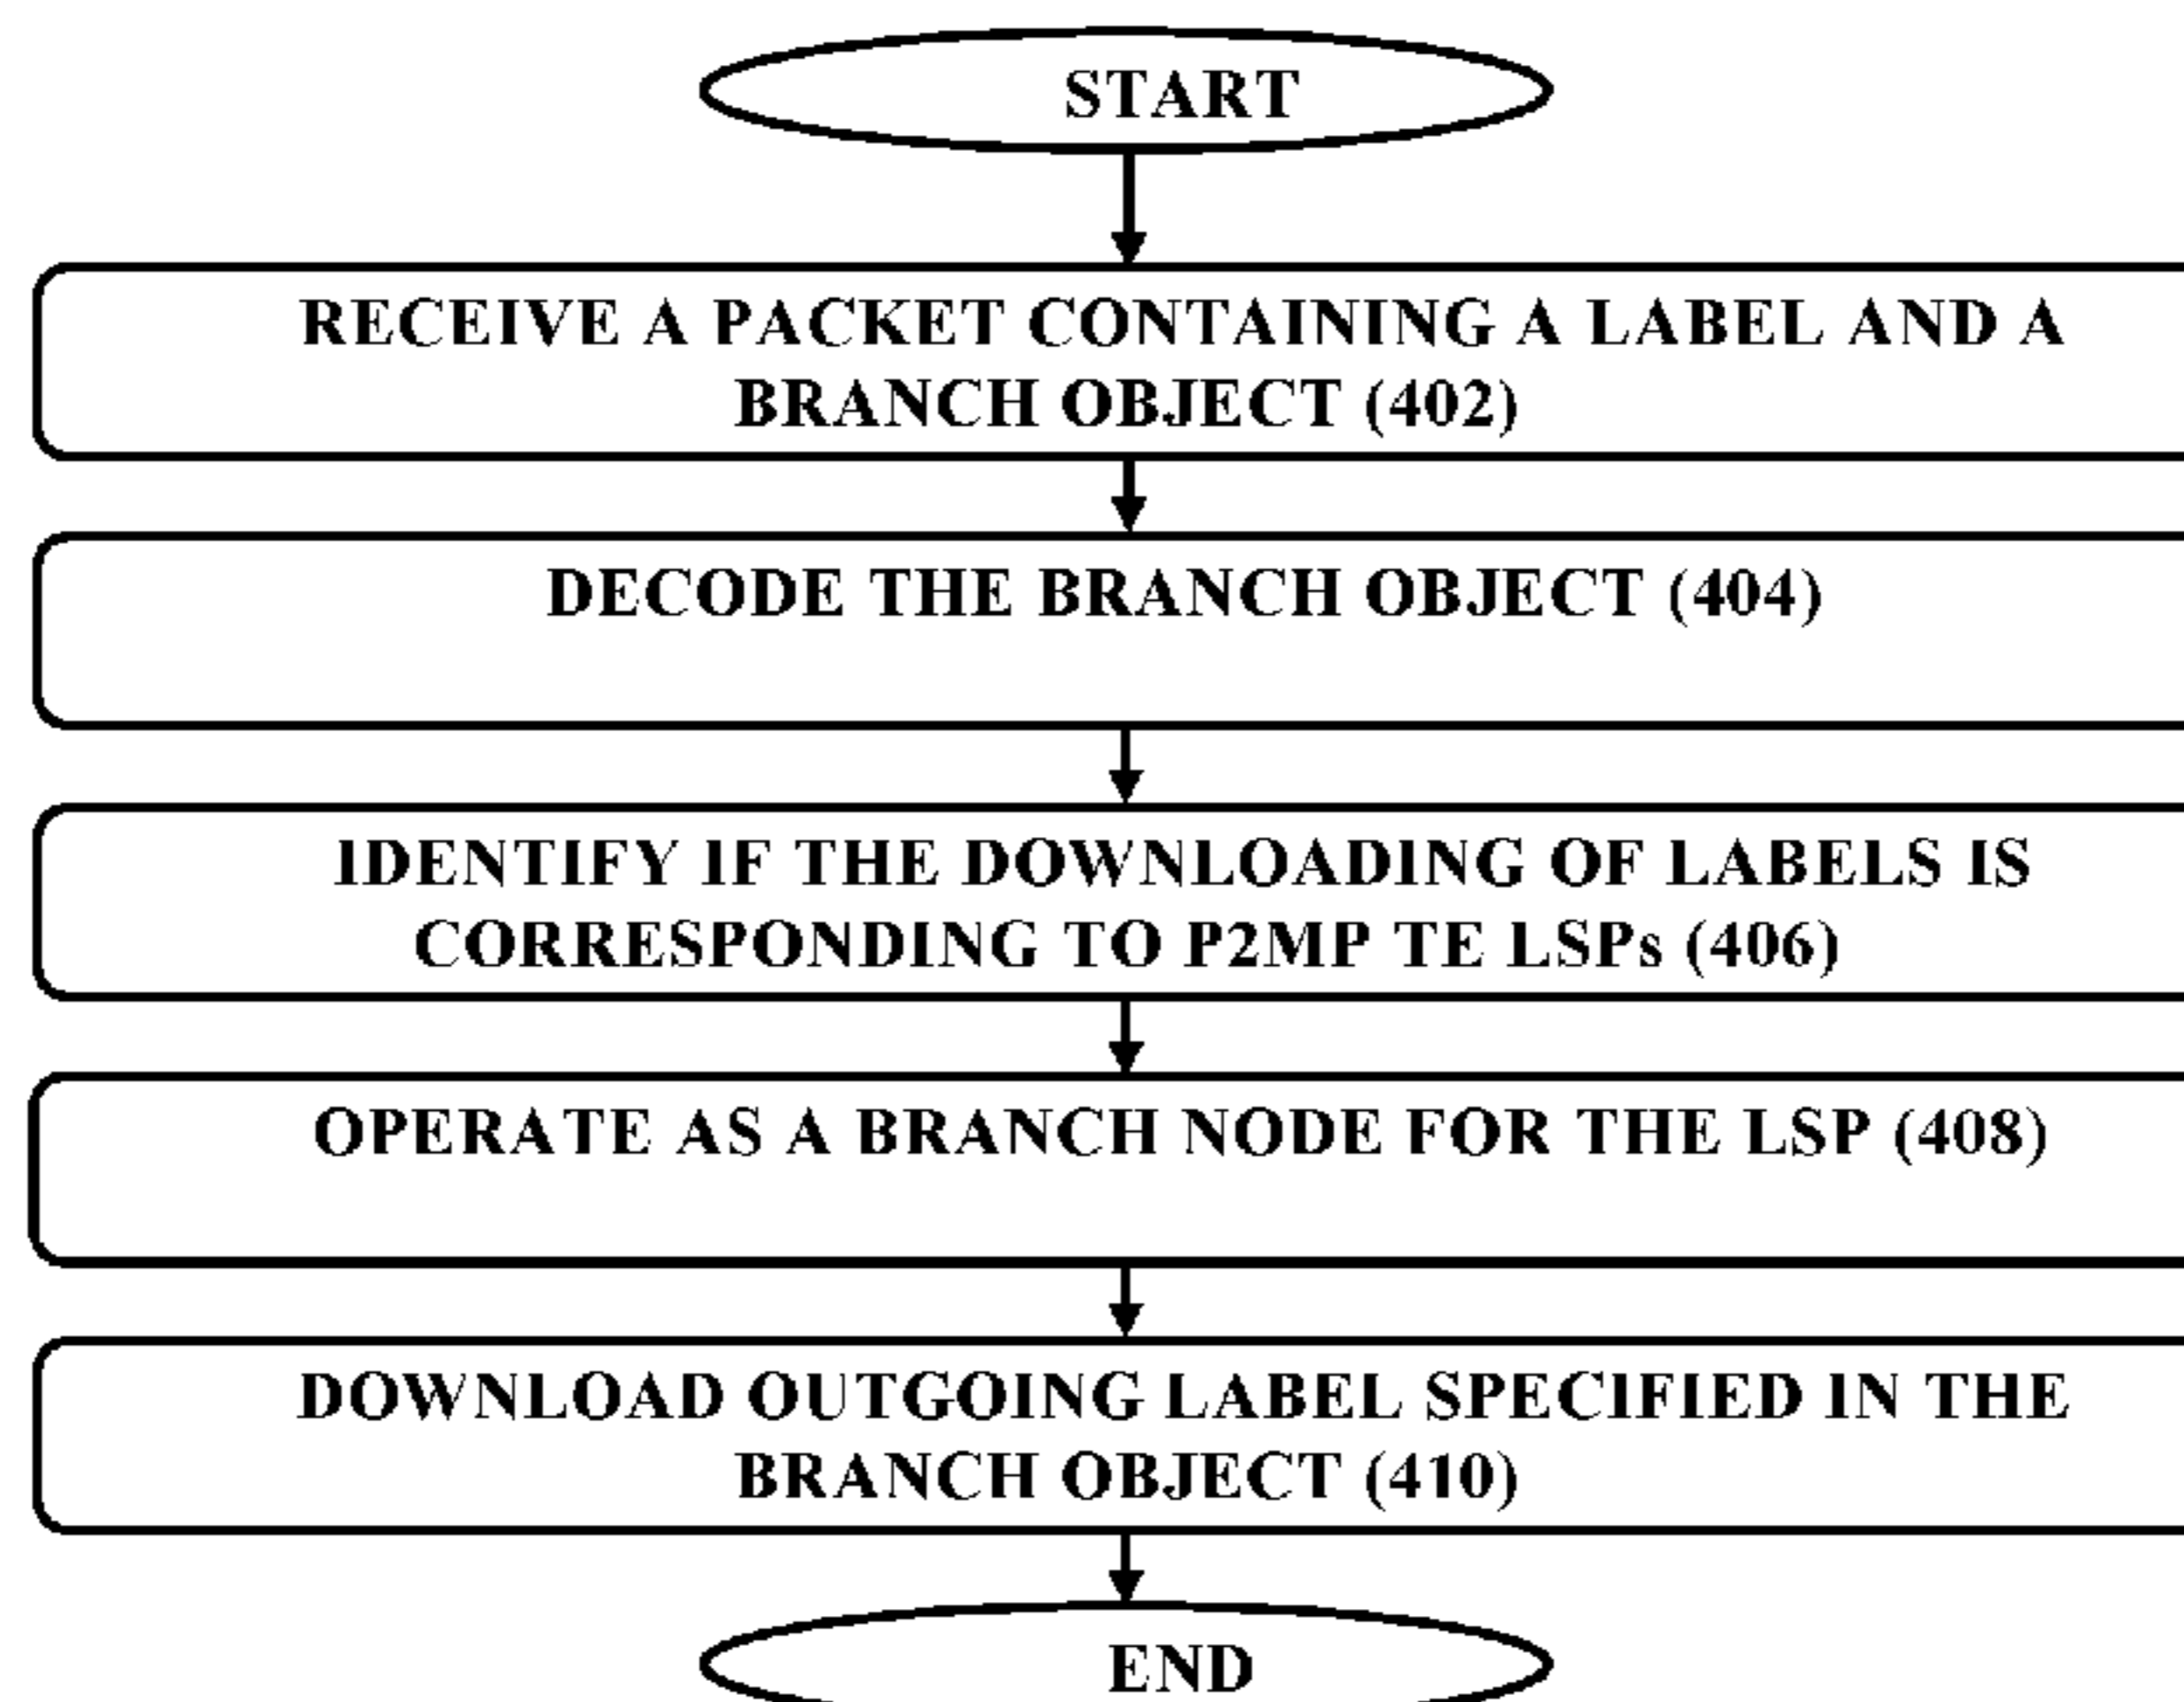 START
RECEIVE A PACKET CONTAINING A LABEL AND A
BRANCH OBJECT (402)
DECODE THE BRANCH OBJECT (404)
IDENTIFY IF THE DOWNLOADING OF LABELS IS
CORRESPONDING TO P2MP TE LSPs (406)
OPERATE AS A BRANCH NODE FOR THE LSP (408)
DOWNLOAD OUTGOING LABEL SPECIFIED IN THE
BRANCH OBJECT (410)
END